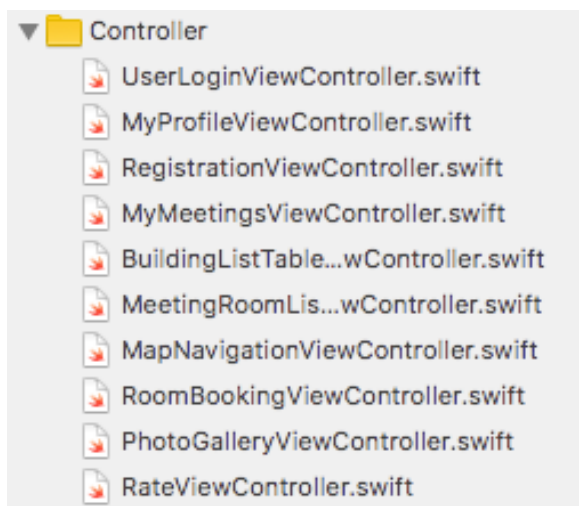 Controller
UserLoginViewController.swift
MyProfileViewController.swift
RegistrationViewController.swift
MyMeetingsViewController.swift
BuildingListTable...wController.swift
MeetingRoomLis...wController.swift
MapNavigationViewController.swift
RoomBookingViewController.swift
PhotoGalleryViewController.swift
RateViewController.swift